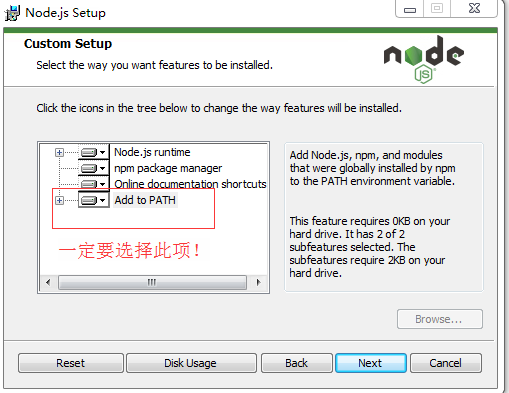 Node.js Setup
Custom Setup
Select the way you want features to be installed.
node
JS
Click the icons in the tree below to change the way features will be installed.
Node.js runtime
npm package manager
Online documentation shortcuts
Add to PATH
一定要选择此项!
Add Node.js, npm, and modules
that were globally installed by npm
to the PATH environment variable.
This feature requires 0KB on your
hard drive. It has 2 of 2
subfeatures selected. The
subfeatures require 2KB on your
hard drive.
Browse...
Reset
Disk Usage
Back
Next
Cancel